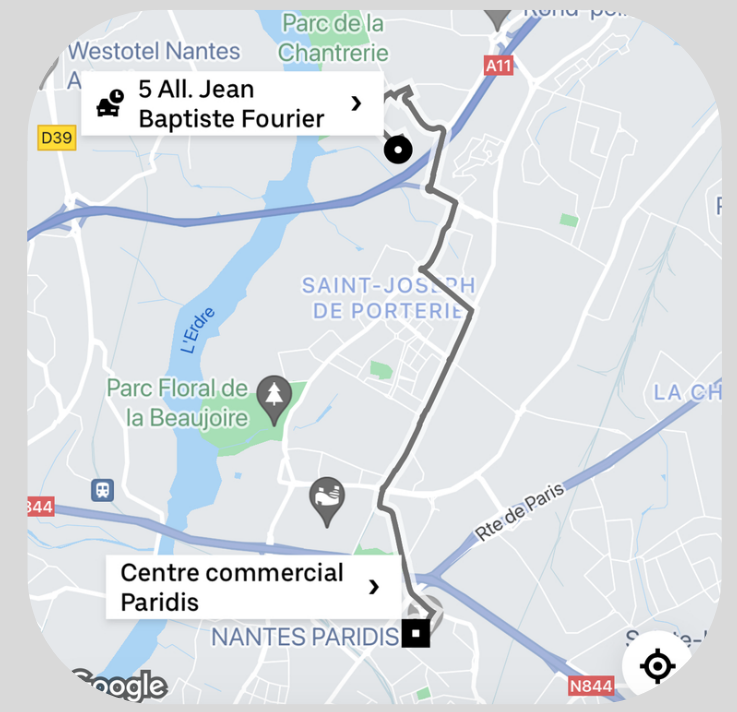 Parc de la
Chantrerie
Westotel Nantes
A
A11
5 All. Jean
Baptiste Fourier
D39
SAINT-JOSEPH
DE PORTERIE
L'Erdre
Parc Floral de
la Beaujoire
LA CH
844
Rte de Paris
Centre commercial
Paridis
NANTES PARIDIS
Google
N844